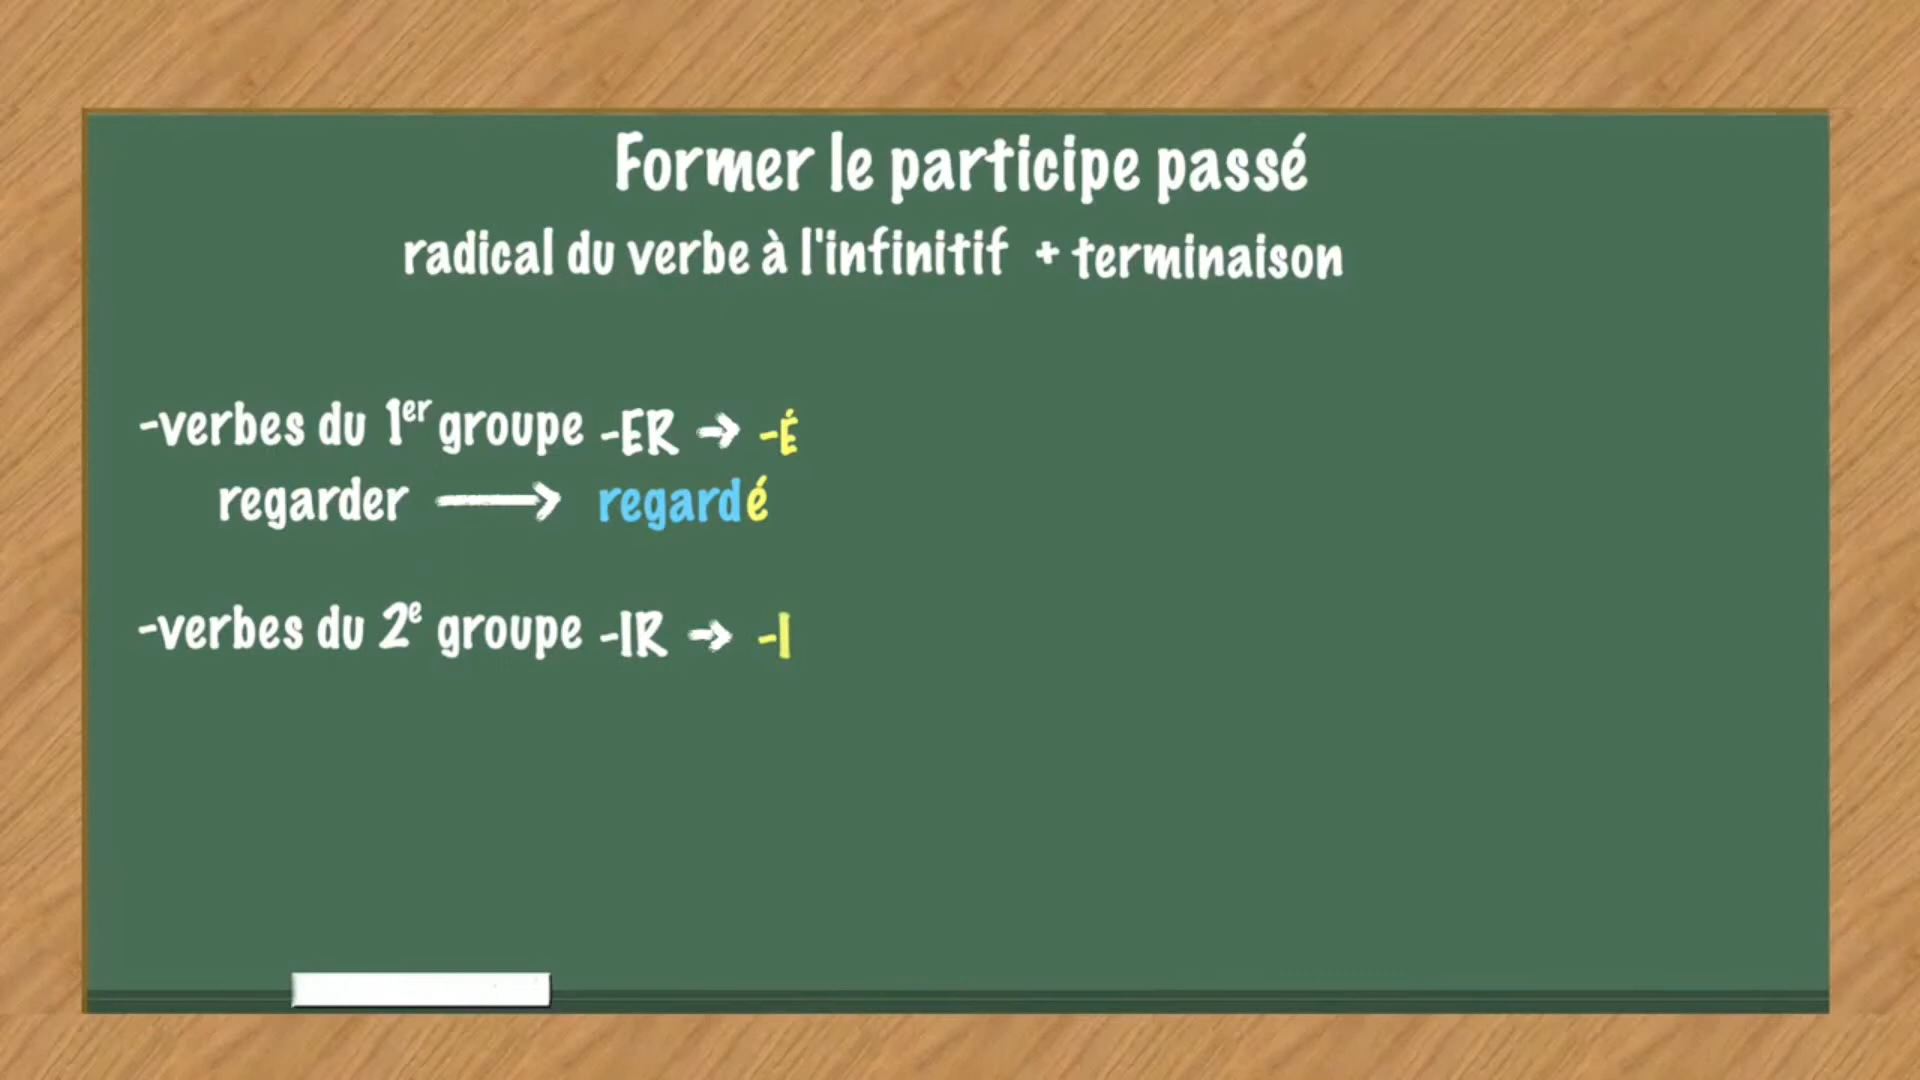 Former le participe passé
radical du verbe à l'infinitif + terminaison
-verbes du 1er groupe -ER → -É
regarder → regardé
-verbes du 2e groupe -IR → -I